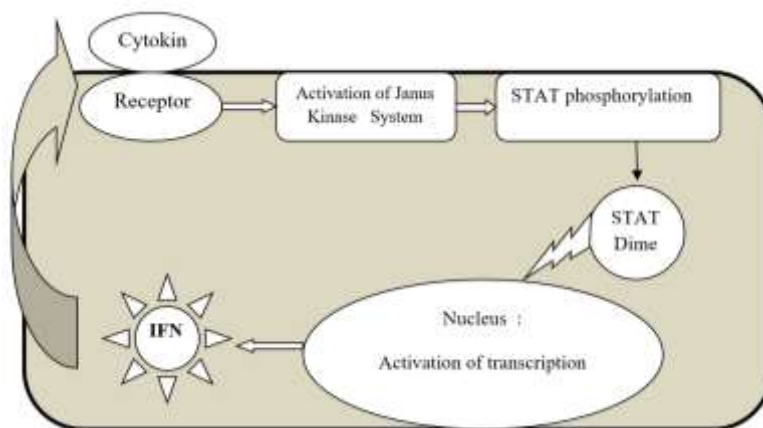 Cytokin
Receptor
Activation of Janus
Kinase System
STAT phosphorylation
STAT
Dime
Nucleus :
Activation of transcription
IFN